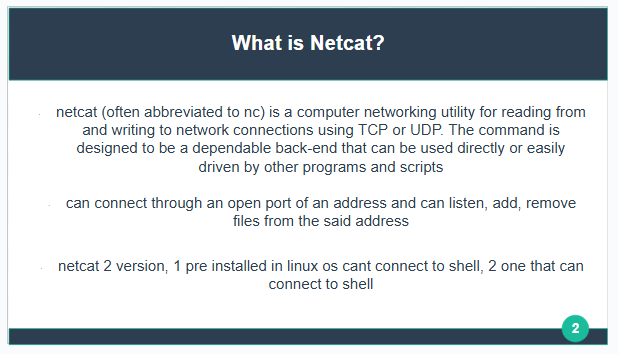 What is Netcat?
netcat (often abbreviated to nc) is a computer networking utility for reading from
and writing to network connections using TCP or UDP. The command is
designed to be a dependable back-end that can be used directly or easily
driven by other programs and scripts
can connect through an open port of an address and can listen, add, remove
files from the said address
netcat 2 version, 1 pre installed in linux os cant connect to shell, 2 one that can
connect to shell
2